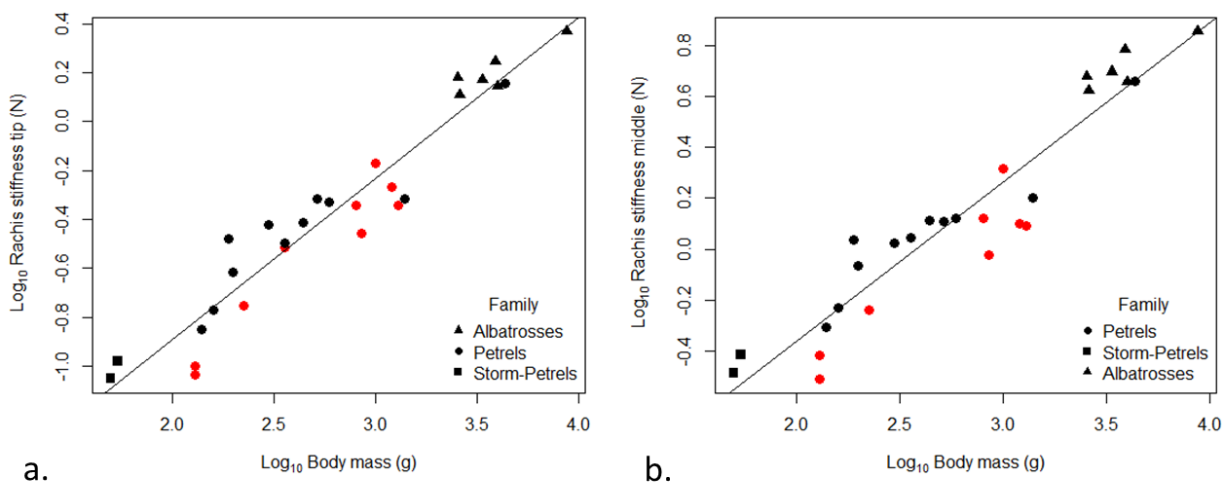 Log10 Rachis stiffness tip (N)
0.4
0.2
0.0
-0.2
-0.4
-0.6
-0.8
-1.0
Family
Albatrosses
Petrels
Storm-Petrels
2.0 2.5 3.0 3.5 4.0
Log10 Body mass (g)
a.
Log10 Rachis stiffness middle (N)
0.8
0.6
0.4
0.2
0.0
-0.2
-0.4
Family
Petrels
Storm-Petrels
Albatrosses
2.0 2.5 3.0 3.5 4.0
Log10 Body mass (g)
b.